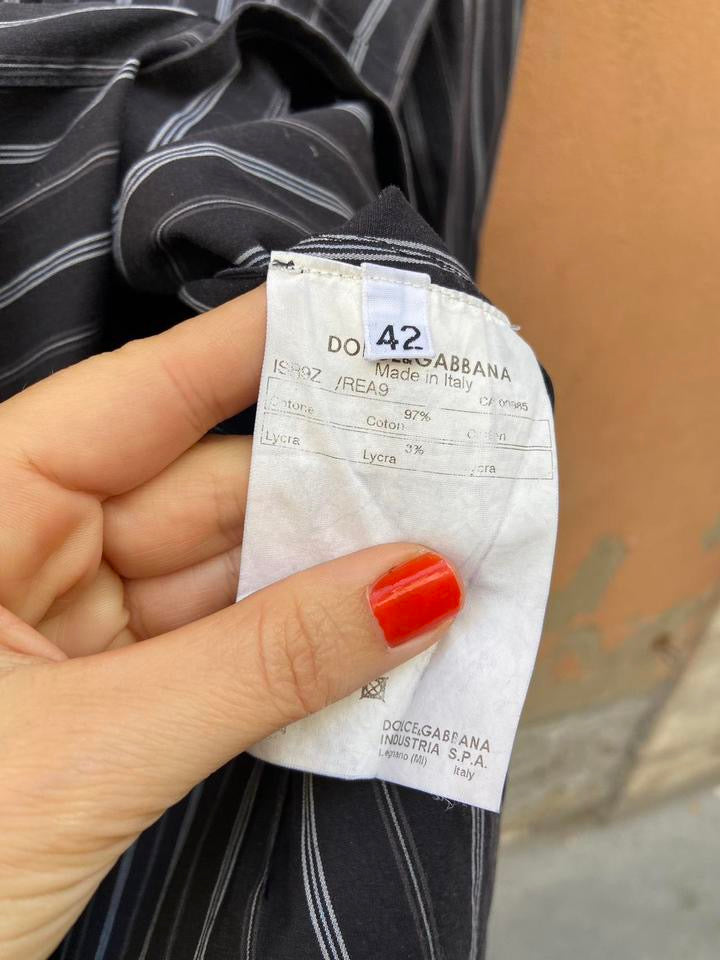 42
DOLCE&GABBANA
Made in Italy
/REA9
97%
Cotone Coton
3%
Lycra Lycra
DOLCE&GABBANA
INDUSTRIA S.P.A.
Legnano (MI)
Italy